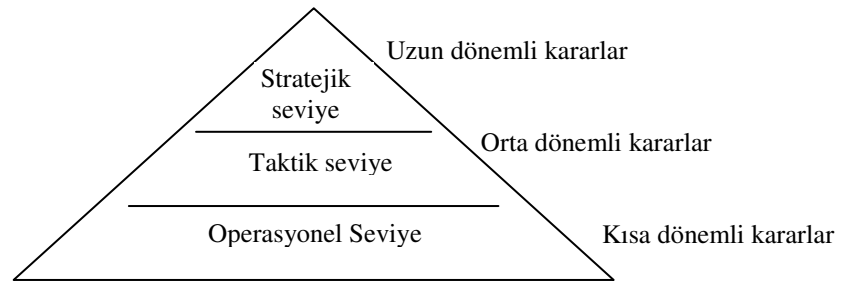 Uzun dönemli kararlar
Stratejik
seviye
Orta dönemli kararlar
Taktik seviye
Operasyonel Seviye
Kısa dönemli kararlar